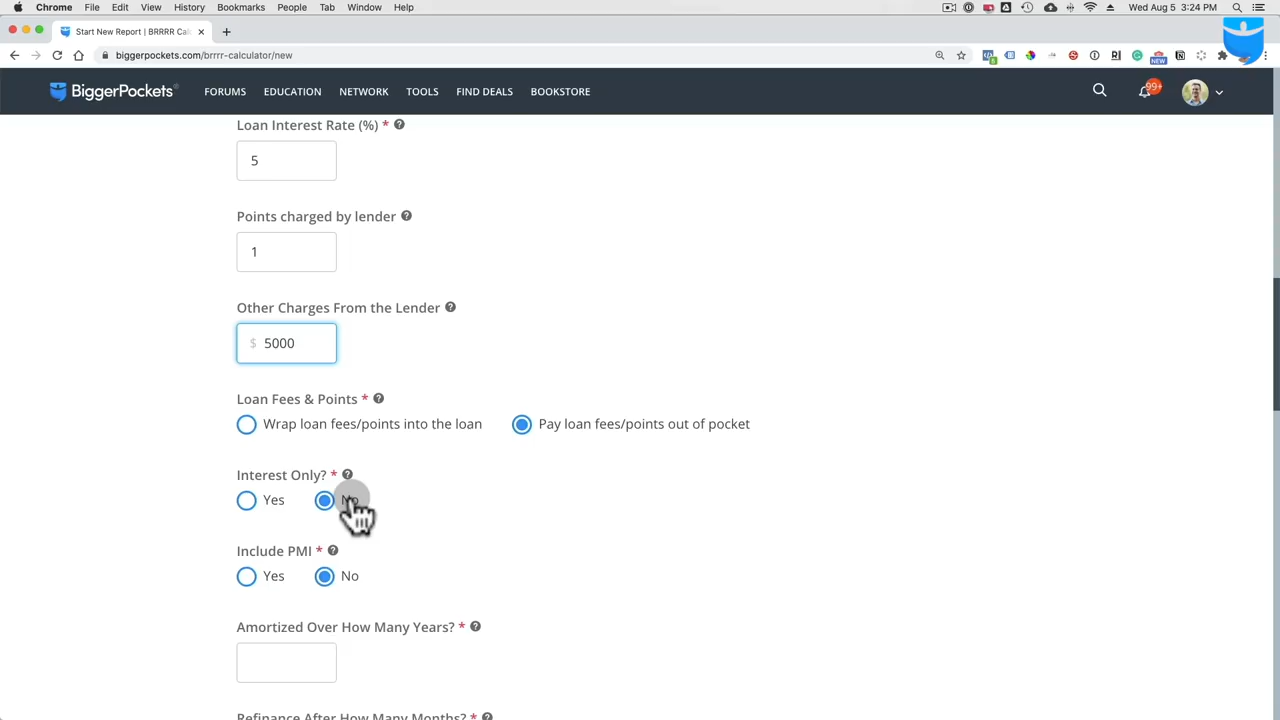 Chrome File Edit View History Bookmarks People Tab Window Help Wed Aug 5 3:24 PM
Start New Report | BRRRR Calc
biggerpockets.com/brrrr-calculator/new
NEW
BiggerPockets FORUMS EDUCATION NETWORK TOOLS FIND DEALS BOOKSTORE 99+
Loan Interest Rate (%) *
5
Points charged by lender
1
Other Charges From the Lender
$ 5000
Loan Fees & Points *
Wrap loan fees/points into the loan Pay loan fees/points out of pocket
Interest Only? *
Yes No
Include PMI *
Yes No
Amortized Over How Many Years? *
Refinance After How Many Months? *